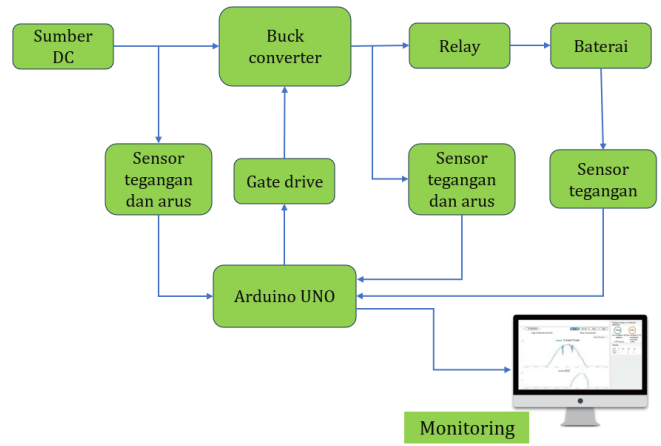 Sumber
DC
Buck
converter
Relay
Baterai
Sensor
tegangan
dan arus
Gate drive
Sensor
tegangan
dan arus
Sensor
tegangan
Arduino UNO
Monitoring